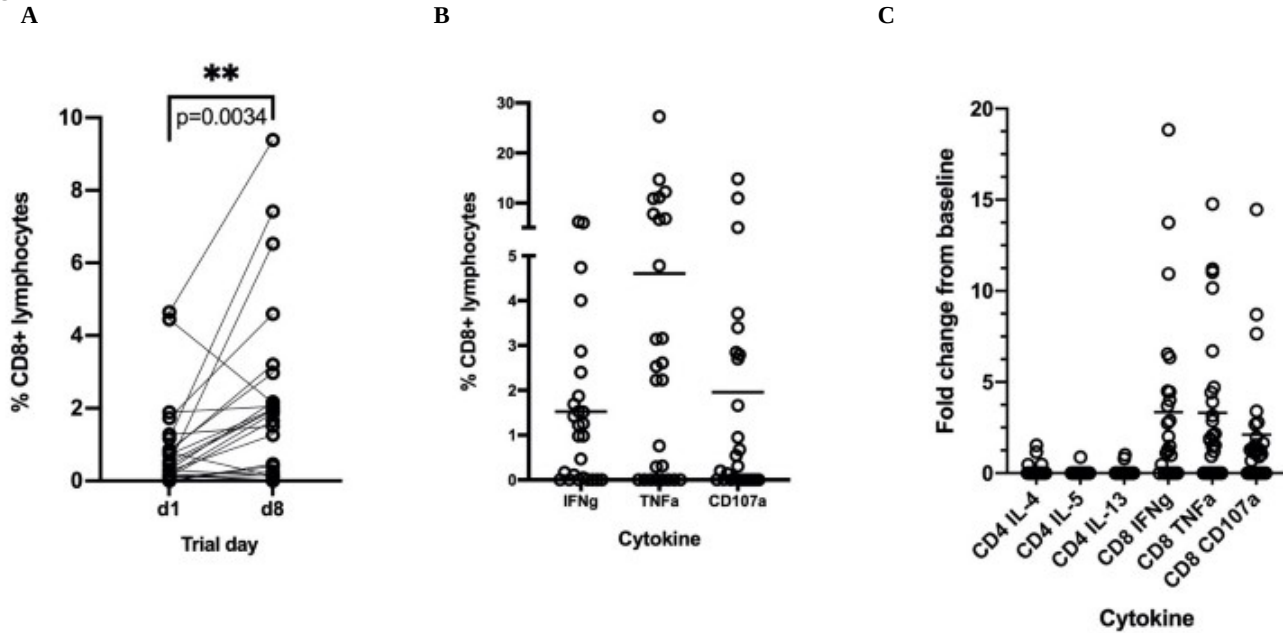 A
**
p=0.0034
10
8
6
4
2
0
% CD8+ lymphocytes
d1
d8
Trial day
B
30
20
10
5
4
3
2
1
0
% CD8+ lymphocytes
IFNg
TNFa
CD107a
Cytokine
C
20
15
10
5
0
Fold change from baseline
CD4 IL-4
CD4 IL-5
CD4 IL-13
CD8 IFNg
CD8 TNFa
CD8 CD107a
Cytokine